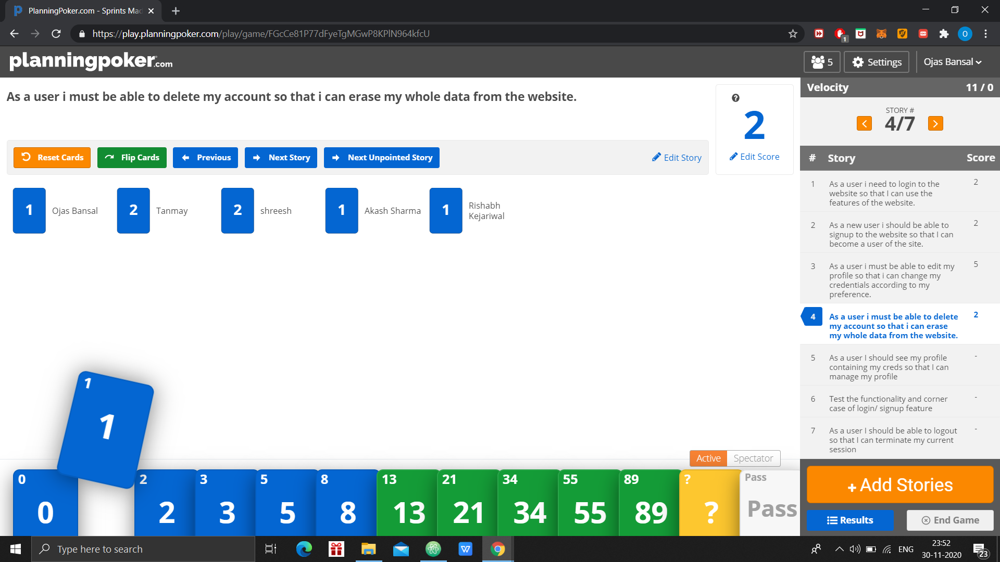 PlanningPoker.com - Sprints Mad
https://play.planningpoker.com/play/game/FGcCe81P77dFyeTgMGwP8KPlN964kfcU
1
O
planningpoker.com
5
Settings
Ojas Bansal
As a user i must be able to delete my account so that i can erase my whole data from the website.
?
2
Edit Score
Reset Cards
Flip Cards
Previous
Next Story
Next Unpointed Story
Edit Story
1
Ojas Bansal
2
Tanmay
2
shreesh
1
Akash Sharma
1
Rishabh
Kejariwal
Velocity 11 / 0
STORY #
4/7
# Story Score
1 As a user i need to login to the 2
website so that I can use the
features of the website.
2 As a new user i should be able to 2
signup to the website so that I can
become a user of the site.
3 As a user i must be able to edit my 5
profile so that i can change my
credentials according to my
preference.
4 As a user i must be able to delete 2
my account so that i can erase
my whole data from the website.
5 As a user I should see my profile -
containing my creds so that I can
manage my profile
6 Test the functionality and corner -
case of login/ signup feature
7 As a user I should be able to logout -
so that I can terminate my current
session
+ Add Stories
Results
End Game
Active
Spectator
1
1
0
0
2
2
3
3
5
5
8
8
13
13
21
21
34
34
55
55
89
89
?
?
Pass
Pass
Type here to search
ENG
23:52
30-11-2020
23